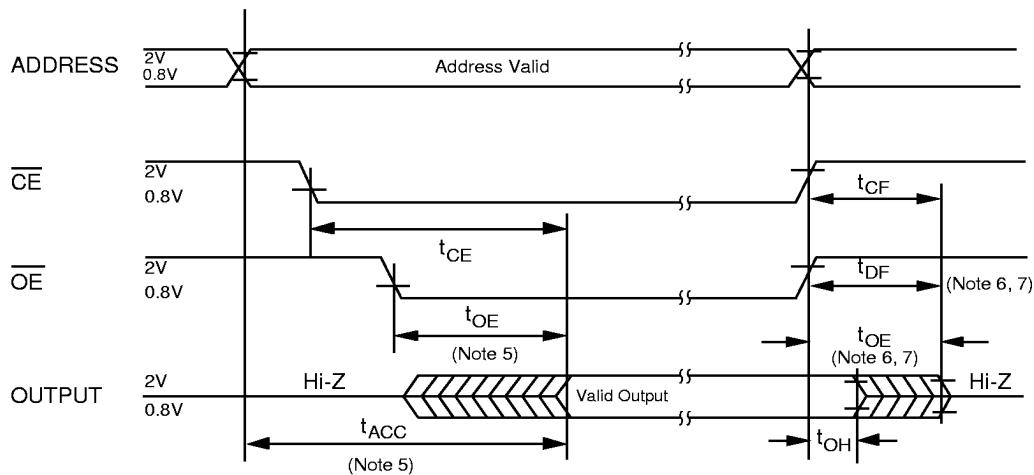 ADDRESS
2V
0.8V
Address Valid
CE
2V
0.8V
tCF
tCE
OE
2V
0.8V
tDF
(Note 6, 7)
tOE
(Note 5)
tOE
(Note 6, 7)
OUTPUT
2V
0.8V
Hi-Z
Valid Output
Hi-Z
tACC
(Note 5)
tOH